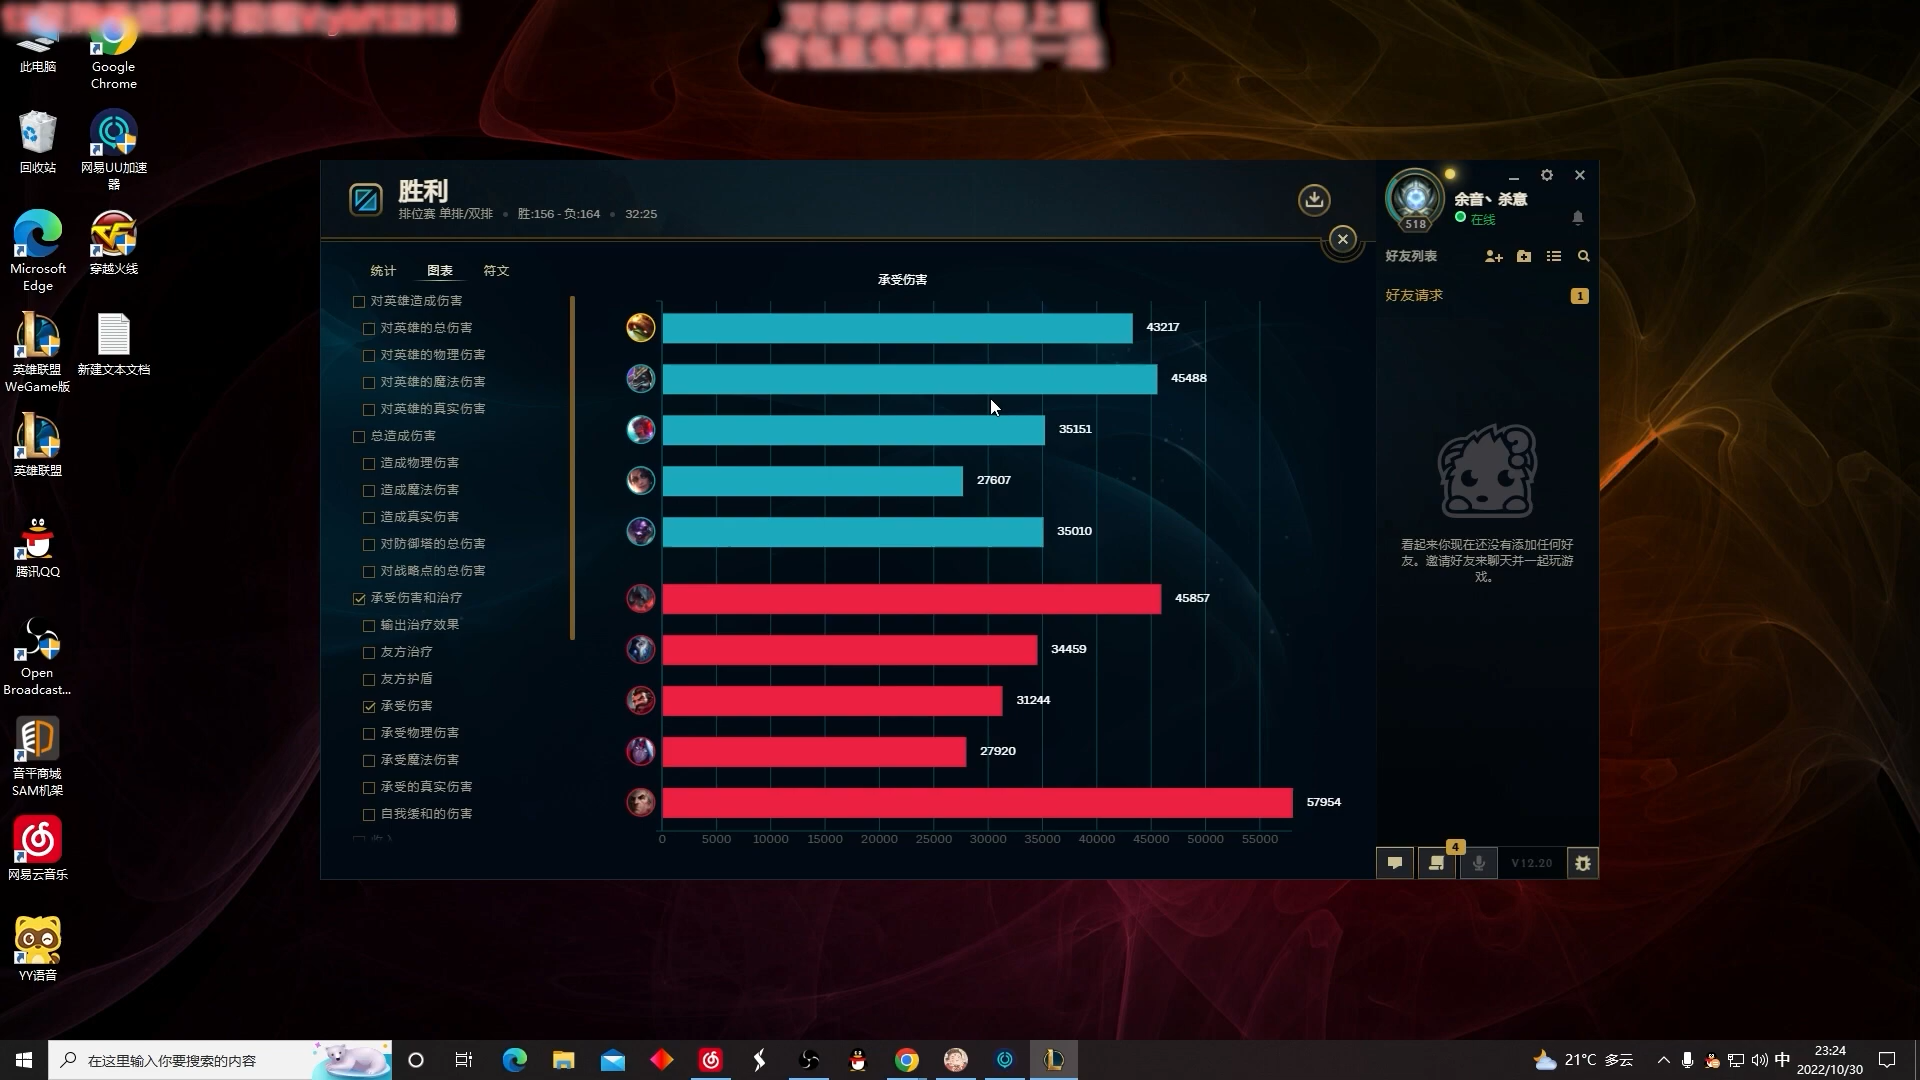 此电脑
Google
Chrome
回收站
网易UU加速
器
Microsoft
Edge
穿越火线
英雄联盟
WeGame版
新建文本文档
英雄联盟
腾讯QQ
Open
Broadcast...
音平商城
SAM机架
网易云音乐
YY语音
胜利
排位赛 单排/双排 • 胜:156 - 负:164 • 32:25
统计 图表 符文
对英雄造成伤害
对英雄的总伤害
对英雄的物理伤害
对英雄的魔法伤害
对英雄的真实伤害
总造成伤害
造成物理伤害
造成魔法伤害
造成真实伤害
对防御塔的总伤害
对战略点的总伤害
承受伤害和治疗
输出治疗效果
友方治疗
友方护盾
承受伤害
承受物理伤害
承受魔法伤害
承受的真实伤害
自我缓和的伤害
承受伤害
43217
45488
35151
27607
35010
45857
34459
31244
27920
57954
0 5000 10000 15000 20000 25000 30000 35000 40000 45000 50000 55000
518
余音丶杀意
在线
好友列表
好友请求
1
看起来你现在还没有添加任何好
友。邀请好友来聊天并一起玩游
戏。
4
V12.20
在这里输入你要搜索的内容
21°C 多云
中
23:24
2022/10/30